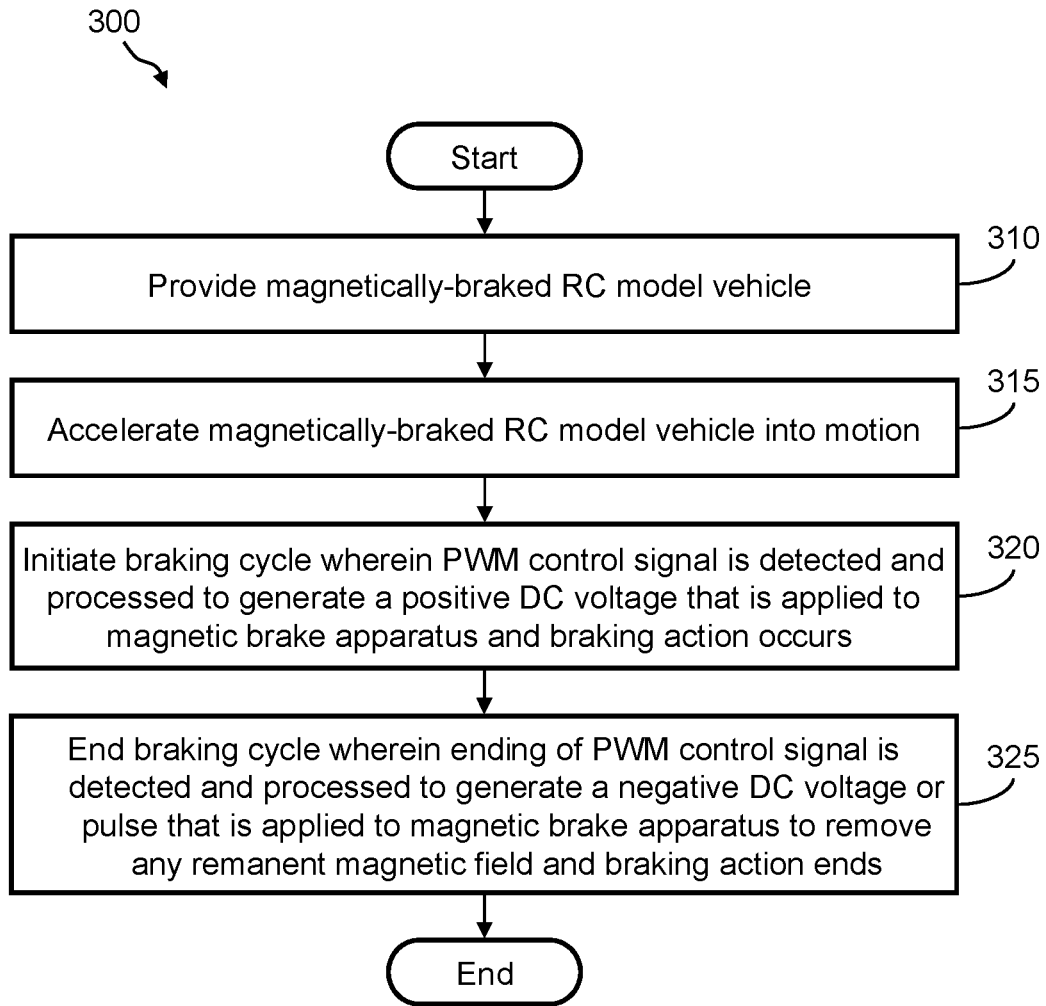 300
Start
310
Provide magnetically-braked RC model vehicle
315
Accelerate magnetically-braked RC model vehicle into motion
320
Initiate braking cycle wherein PWM control signal is detected and
processed to generate a positive DC voltage that is applied to
magnetic brake apparatus and braking action occurs
325
End braking cycle wherein ending of PWM control signal is
detected and processed to generate a negative DC voltage or
pulse that is applied to magnetic brake apparatus to remove
any remanent magnetic field and braking action ends
End